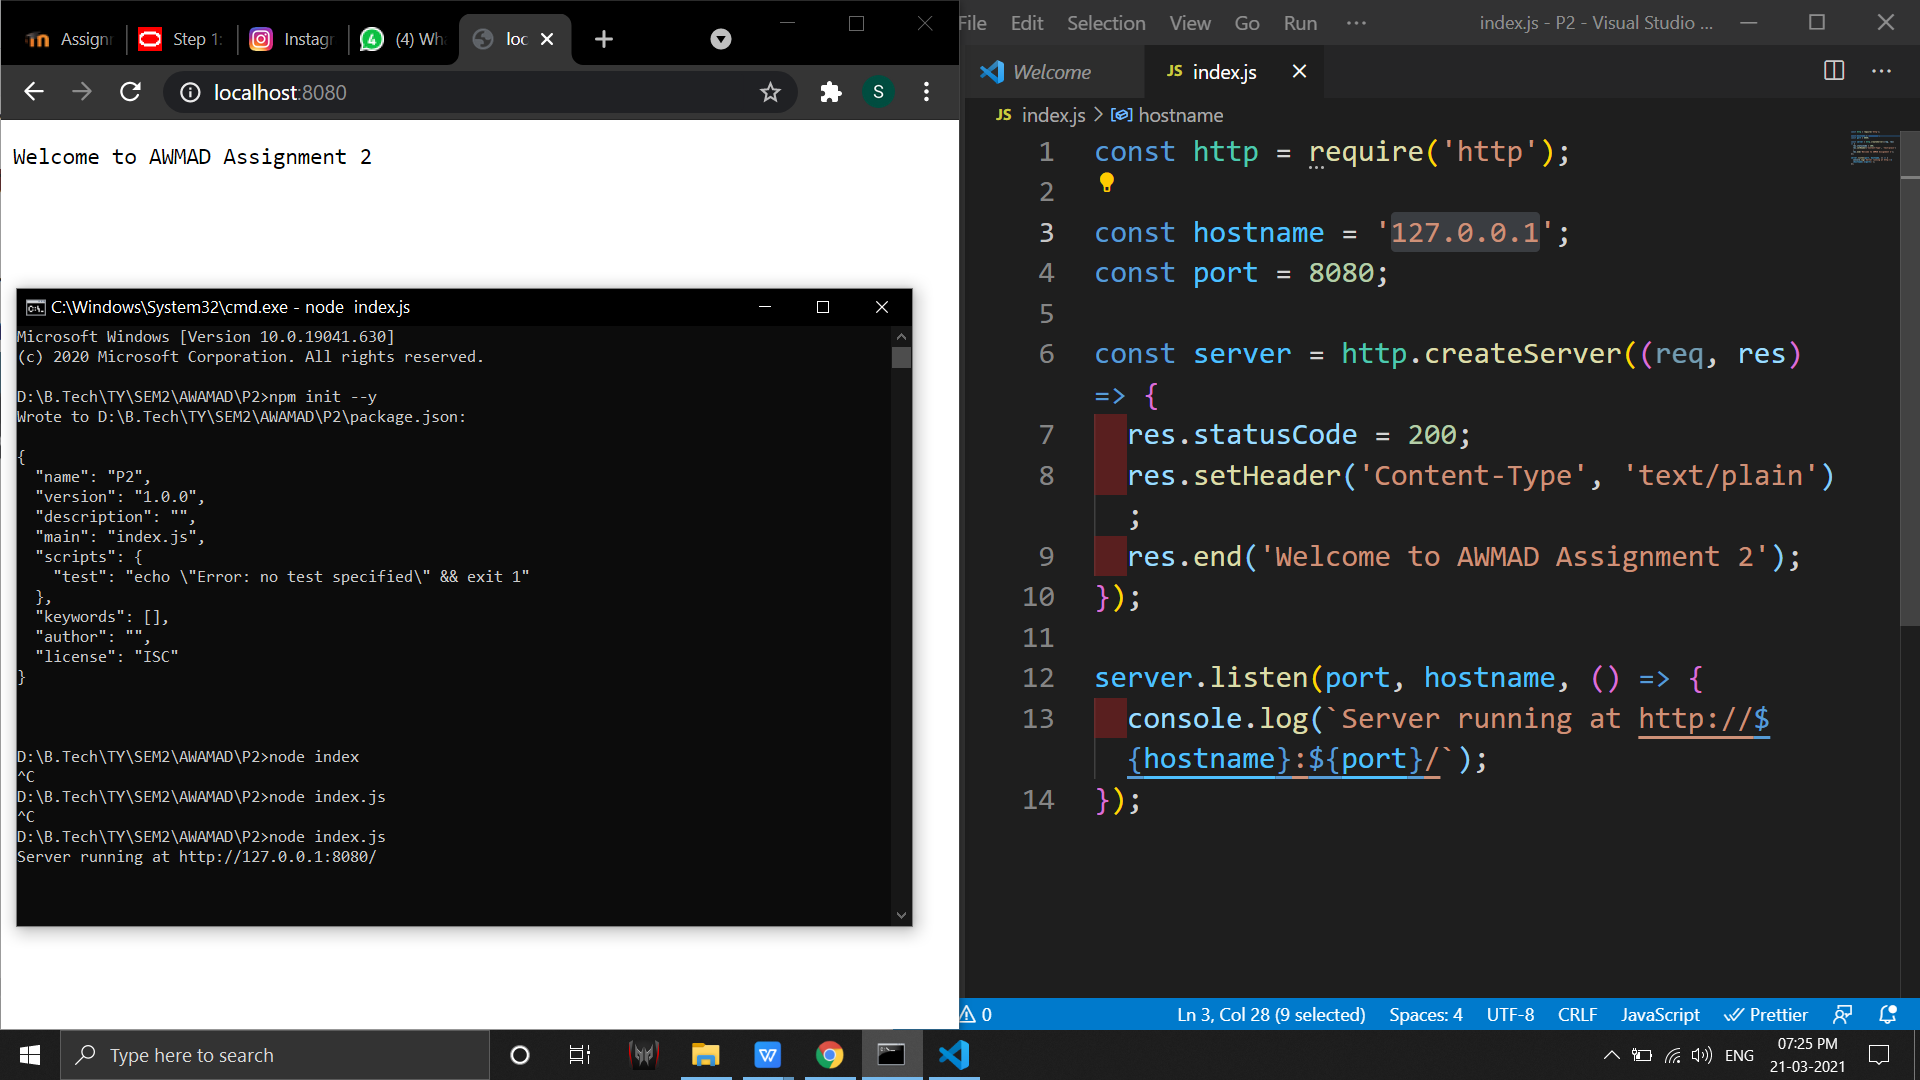 Assignm
Step 1:
Instagr
(4) Wha
loc
localhost:8080
S
Welcome to AWMAD Assignment 2
C:\Windows\System32\cmd.exe - node  index.js
Microsoft Windows [Version 10.0.19041.630]
(c) 2020 Microsoft Corporation. All rights reserved.
D:\B.Tech\TY\SEM2\AWAMAD\P2>npm init --y
Wrote to D:\B.Tech\TY\SEM2\AWAMAD\P2\package.json:
{
  "name": "P2",
  "version": "1.0.0",
  "description": "",
  "main": "index.js",
  "scripts": {
    "test": "echo \"Error: no test specified\" && exit 1"
  },
  "keywords": [],
  "author": "",
  "license": "ISC"
}
D:\B.Tech\TY\SEM2\AWAMAD\P2>node index
^C
D:\B.Tech\TY\SEM2\AWAMAD\P2>node index.js
^C
D:\B.Tech\TY\SEM2\AWAMAD\P2>node index.js
Server running at http://127.0.0.1:8080/
File Edit Selection View Go Run ··· index.js - P2 - Visual Studio ...
Welcome JS index.js
JS index.js > hostname
1 const http = require('http');
2
3 const hostname = '127.0.0.1';
4 const port = 8080;
5
6 const server = http.createServer((req, res)
=> {
7 res.statusCode = 200;
8 res.setHeader('Content-Type', 'text/plain')
;
9 res.end('Welcome to AWMAD Assignment 2');
10 });
11
12 server.listen(port, hostname, () => {
13 console.log(`Server running at http://$
{hostname}:${port}/`);
14 });
0 Ln 3, Col 28 (9 selected) Spaces: 4 UTF-8 CRLF JavaScript Prettier
Type here to search
ENG
07:25 PM
21-03-2021